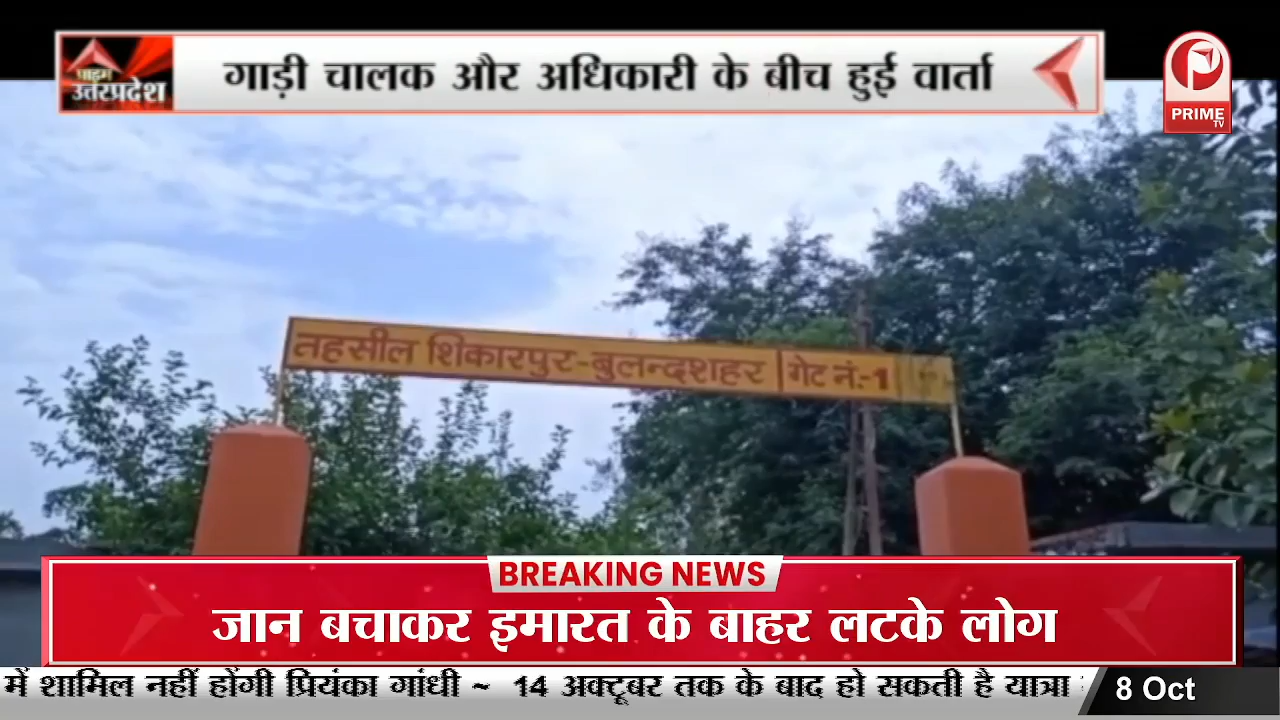 प्राइम
उत्तरप्रदेश
गाड़ी चालक और अधिकारी के बीच हुई वार्ता
PRIME
TV
तहसील शिकारपुर-बुलन्दशहर गेट नं:-1
BREAKING NEWS
जान बचाकर इमारत के बाहर लटके लोग
में शामिल नहीं होंगी प्रियंका गांधी ~ 14 अक्टूबर तक के बाद हो सकती है यात्रा
8 Oct